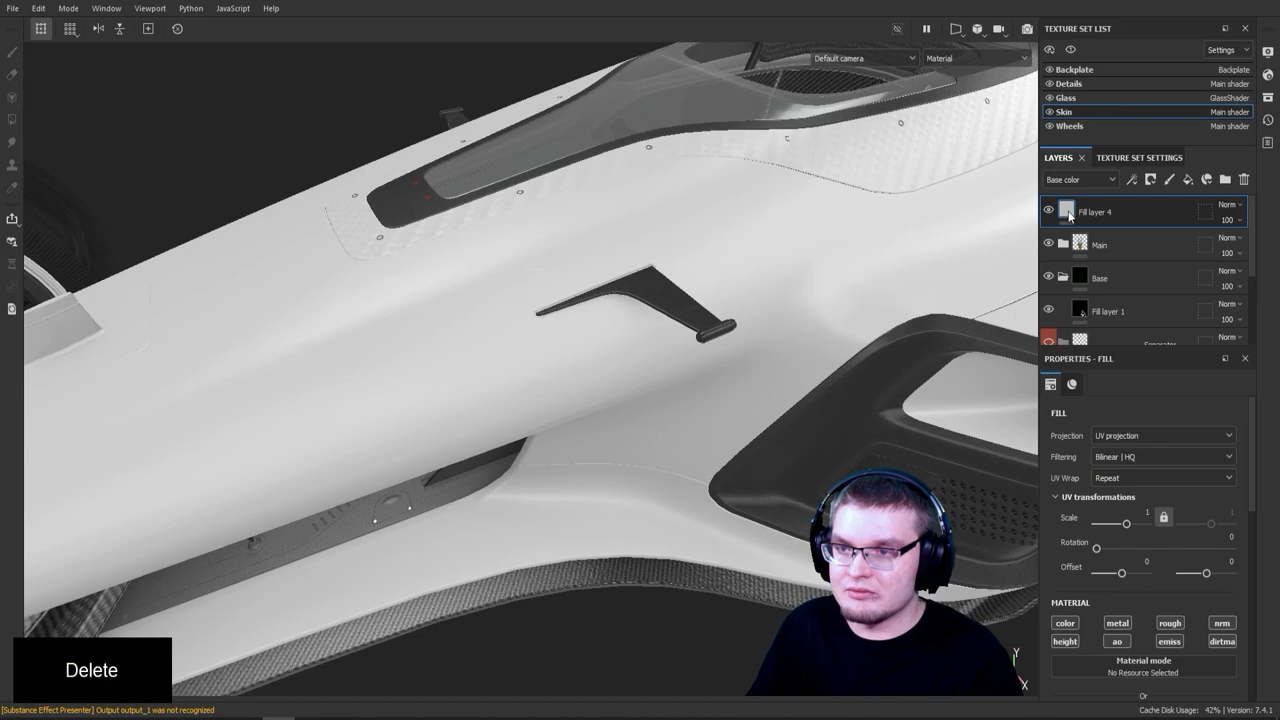 File Edit Mode Window Viewport Python JavaScript Help
Default camera
Material
TEXTURE SET LIST
Settings
Backplate Backplate
Details Main shader
Glass GlassShader
Skin Main shader
Wheels Main shader
LAYERS TEXTURE SET SETTINGS
Base color
Fill layer 4 Norm 100
Main Norm 100
Base Norm 100
Fill layer 1 Norm 100
Separator Norm
PROPERTIES - FILL
FILL
Projection UV projection
Filtering Bilinear | HQ
UV Wrap Repeat
UV transformations
Scale 1 1
Rotation 0
Offset 0 0
MATERIAL
color metal rough nrm
height ao emiss dirtma
Material mode
No Resource Selected
Or
Delete
Y
X
[Substance Effect Presenter] Output output_1 was not recognized
Cache Disk Usage: 42% | Version: 7.4.1